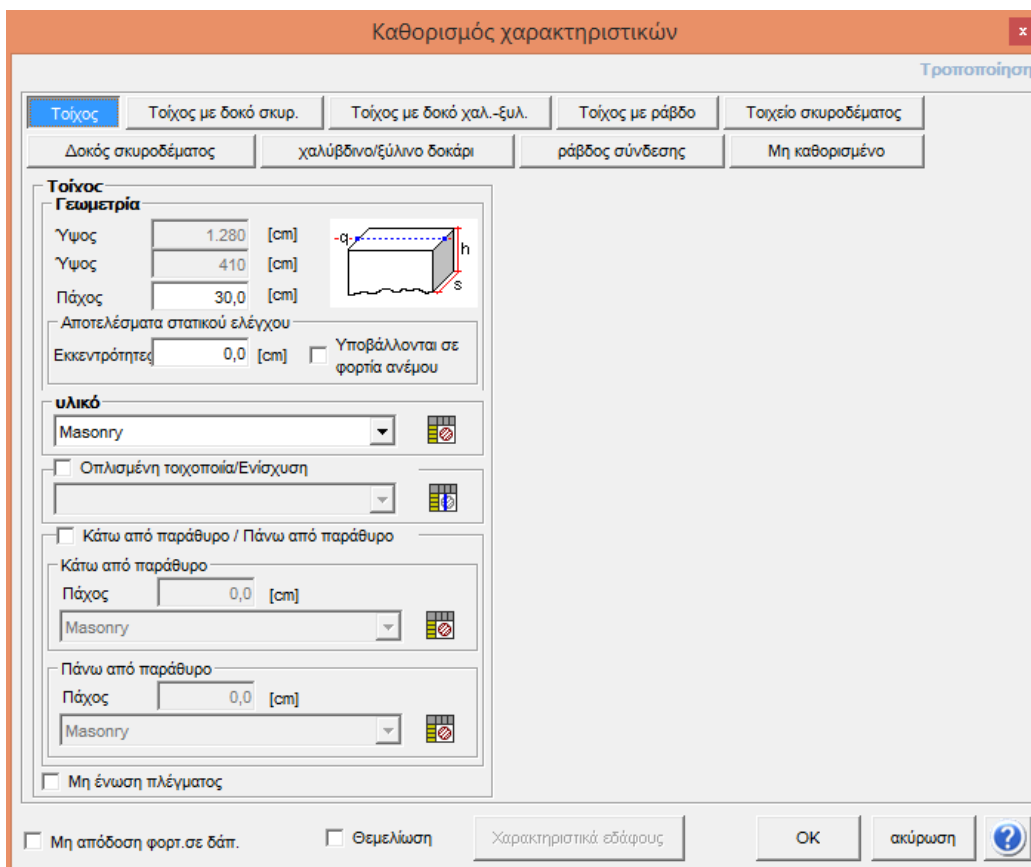 Καθορισμός χαρακτηριστικών
x
Τροποποίηση
Τοίχος Τοίχος με δοκό σκυρ. Τοίχος με δοκό χαλ.-ξυλ. Τοίχος με ράβδο Τοιχείο σκυροδέματος
Δοκός σκυροδέματος χαλύβδινο/ξύλινο δοκάρι ράβδος σύνδεσης Μη καθορισμένο
Τοίχος
Γεωμετρία
Ύψος 1.280 [cm]
Ύψος 410 [cm]
Πάχος 30,0 [cm]
q h s
Αποτελέσματα στατικού ελέγχου
Εκκεντρότητες 0,0 [cm] Υποβάλλονται σε
φορτία ανέμου
υλικό
Masonry
Οπλισμένη τοιχοποιία/Ενίσχυση
Κάτω από παράθυρο / Πάνω από παράθυρο
Κάτω από παράθυρο
Πάχος 0,0 [cm]
Masonry
Πάνω από παράθυρο
Πάχος 0,0 [cm]
Masonry
Μη ένωση πλέγματος
Μη απόδοση φορτ.σε δάπ. Θεμελίωση Χαρακτηριστικά εδάφους OK ακύρωση ?